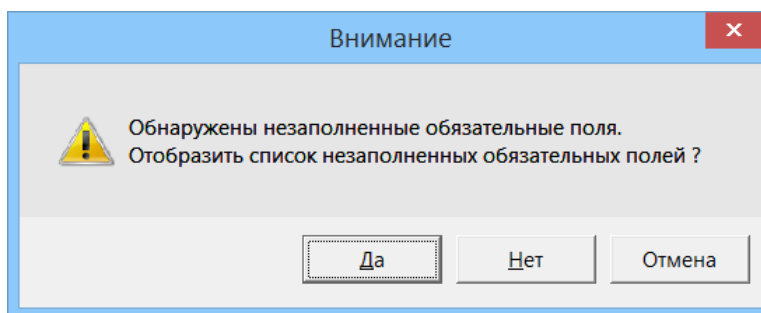 Внимание
Обнаружены незаполненные обязательные поля.
Отобразить список незаполненных обязательных полей ?
Да
Нет
Отмена